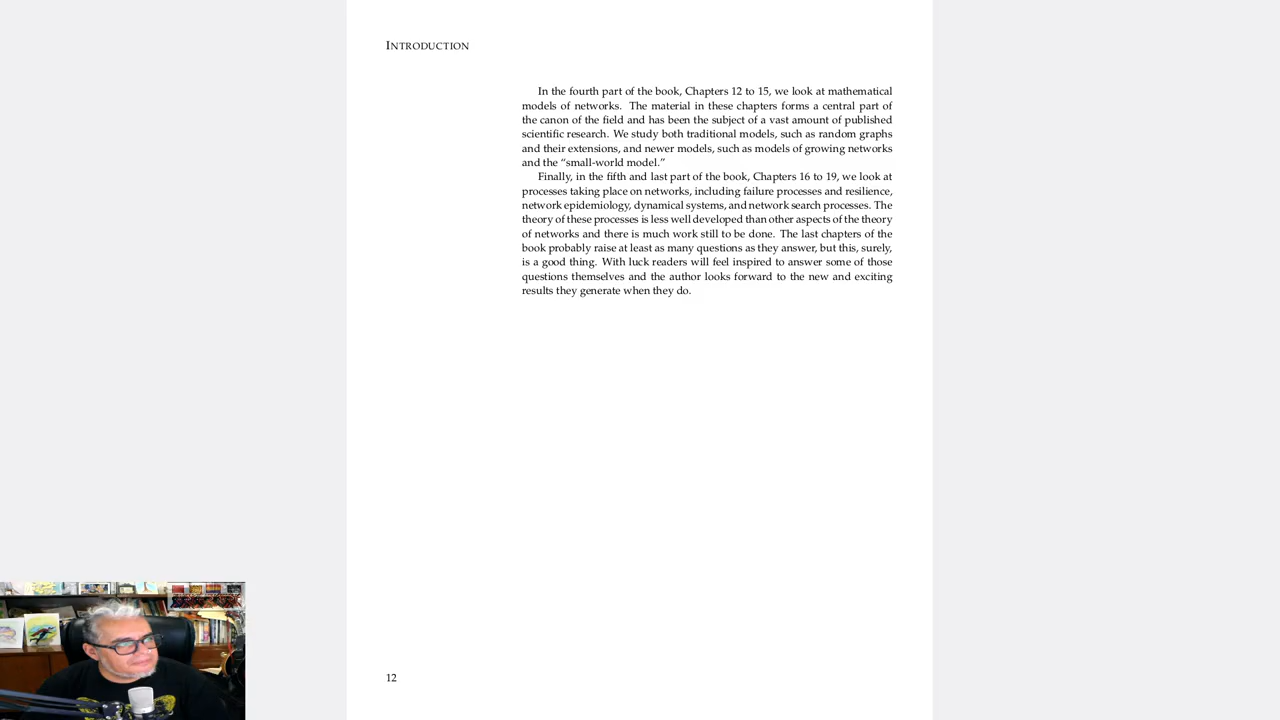 INTRODUCTION
In the fourth part of the book, Chapters 12 to 15, we look at mathematical
models of networks. The material in these chapters forms a central part of
the canon of the field and has been the subject of a vast amount of published
scientific research. We study both traditional models, such as random graphs
and their extensions, and newer models, such as models of growing networks
and the “small-world model.”
Finally, in the fifth and last part of the book, Chapters 16 to 19, we look at
processes taking place on networks, including failure processes and resilience,
network epidemiology, dynamical systems, and network search processes. The
theory of these processes is less well developed than other aspects of the theory
of networks and there is much work still to be done. The last chapters of the
book probably raise at least as many questions as they answer, but this, surely,
is a good thing. With luck readers will feel inspired to answer some of those
questions themselves and the author looks forward to the new and exciting
results they generate when they do.
12